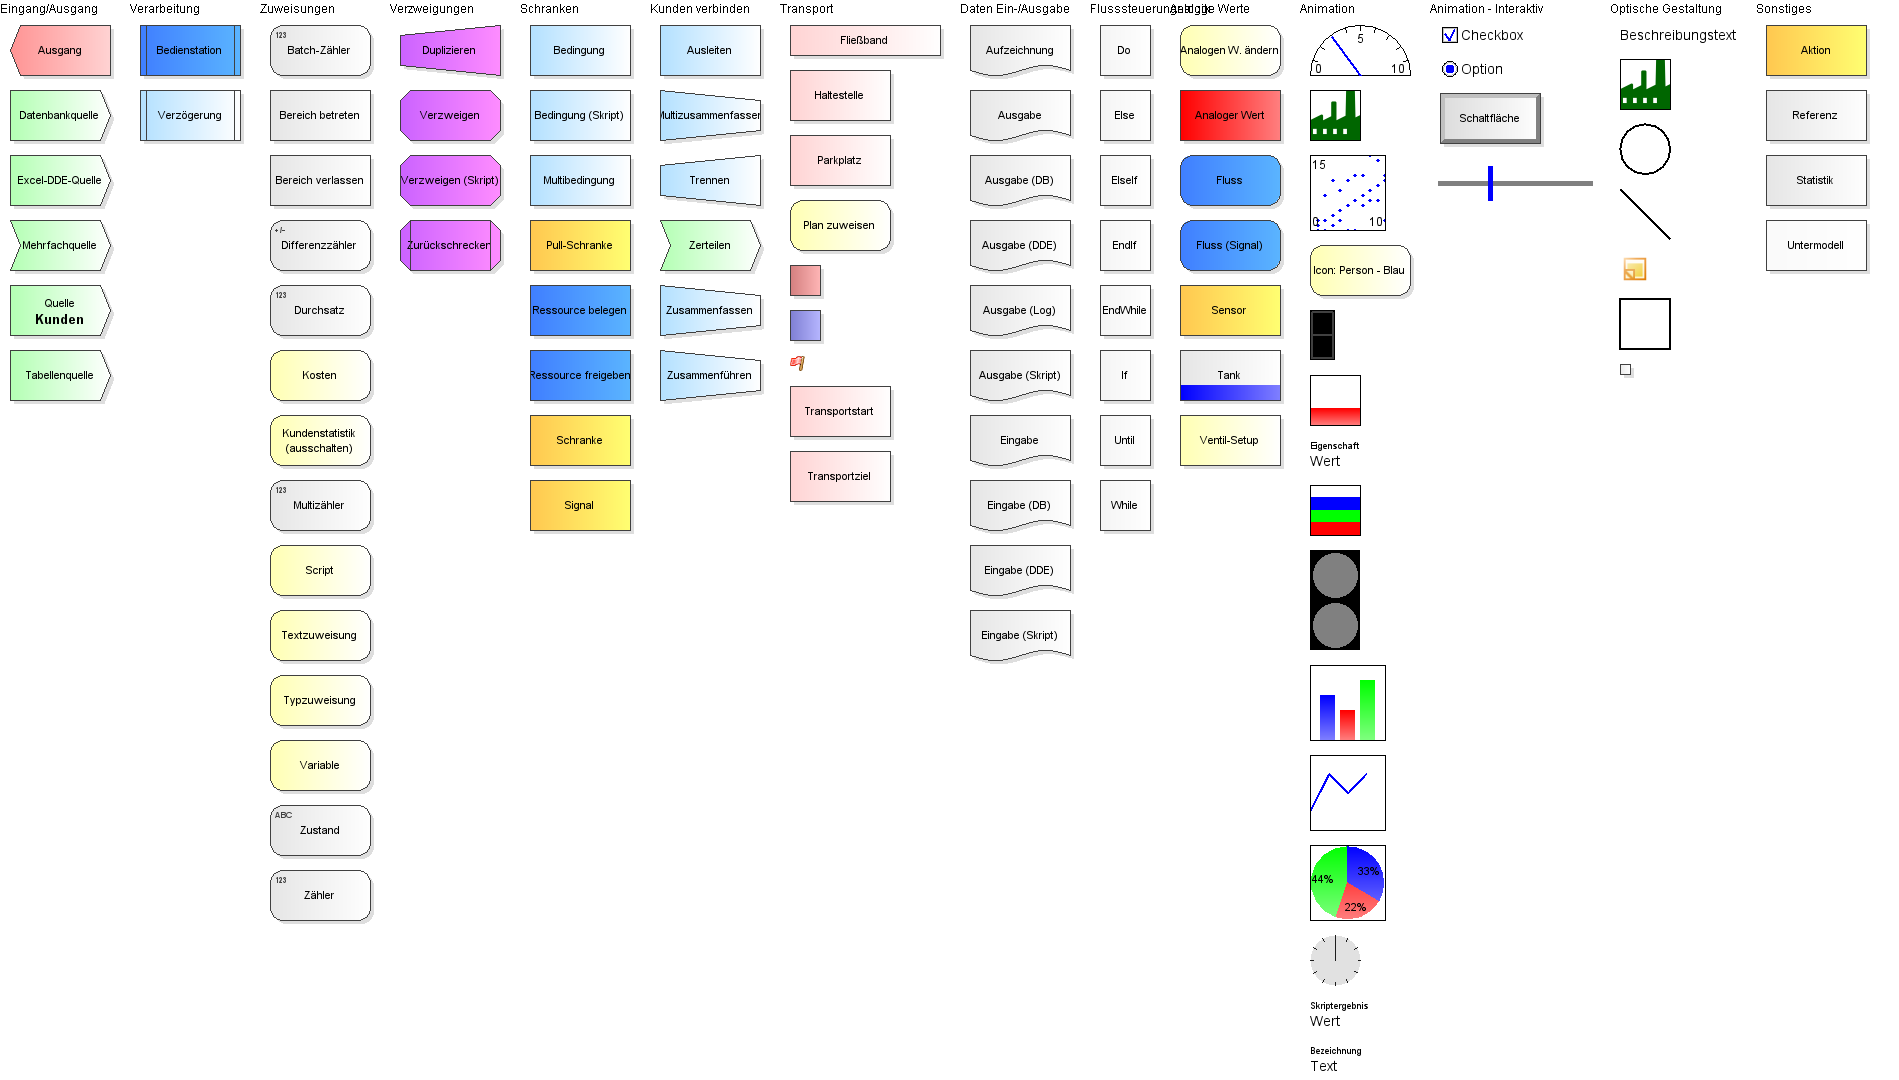 Eingang/Ausgang
Ausgang
Datenbankquelle
Excel-DDE-Quelle
Mehrfachquelle
Quelle
Kunden
Tabellenquelle
Verarbeitung
Bedienstation
Verzögerung
Zuweisungen
123
Batch-Zähler
Bereich betreten
Bereich verlassen
+/-
Differenzzähler
123
Durchsatz
Kosten
Kundenstatistik
(ausschalten)
123
Multizähler
Script
Textzuweisung
Typzuweisung
Variable
ABC
Zustand
123
Zähler
Verzweigungen
Duplizieren
Verzweigen
Verzweigen (Skript)
Zurückschrecken
Schranken
Bedingung
Bedingung (Skript)
Multibedingung
Pull-Schranke
Ressource belegen
Ressource freigeben
Schranke
Signal
Kunden verbinden
Ausleiten
Multizusammenfassen
Trennen
Zerteilen
Zusammenfassen
Zusammenführen
Transport
Fließband
Haltestelle
Parkplatz
Plan zuweisen
Transportstart
Transportziel
Daten Ein-/Ausgabe
Aufzeichnung
Ausgabe
Ausgabe (DB)
Ausgabe (DDE)
Ausgabe (Log)
Ausgabe (Skript)
Eingabe
Eingabe (DB)
Eingabe (DDE)
Eingabe (Skript)
Flusssteuerungslogik
Do
Else
ElseIf
EndIf
EndWhile
If
Until
While
Analoge Werte
Analogen W. ändern
Analoger Wert
Fluss
Fluss (Signal)
Sensor
Tank
Ventil-Setup
Animation
5
0 10
15
0 10
Icon: Person - Blau
Eigenschaft
Wert
44% 33%
22%
Skriptergebnis
Wert
Bezeichnung
Text
Animation - Interaktiv
Checkbox
Option
Schaltfläche
Optische Gestaltung
Beschreibungstext
Sonstiges
Aktion
Referenz
Statistik
Untermodell